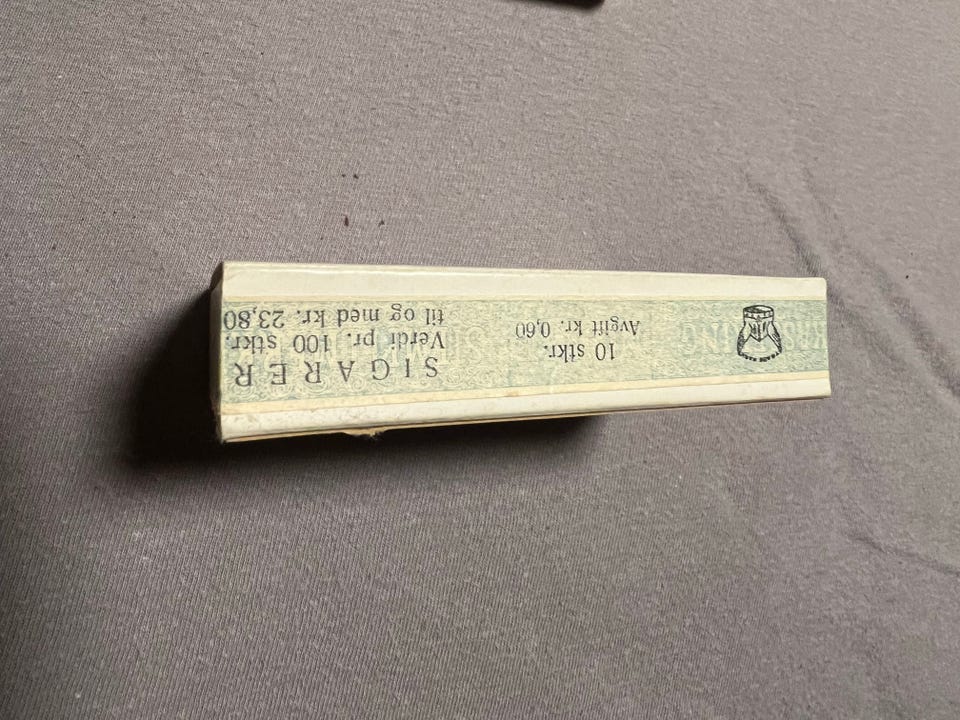 10 stkr.
Avgift kr. 0,60
SIGARER
Verdi pr. 100 stkr.
til og med kr. 23,80